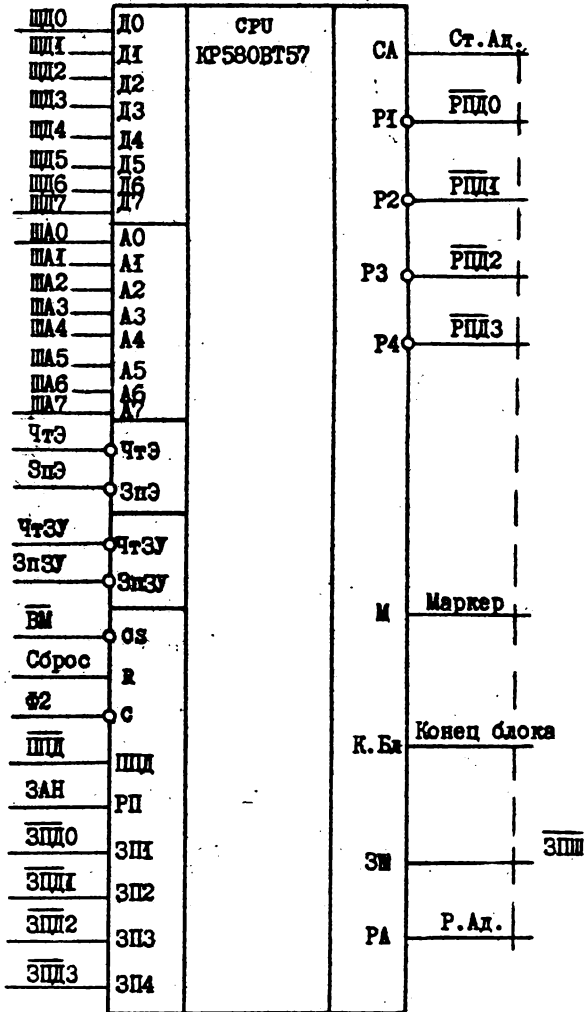 ШД0 Д0 CPU
ШД1 Д1 КР580ВТ57 СА Ст.Ад.
ШД2 Д2
ШД3 Д3 Р1 РПД0
ШД4 Д4
ШД5 Д5
ШД6 Д6 Р2 РПД1
ШД7 Д7
ША0 А0
ША1 А1 Р3 РПД2
ША2 А2
ША3 А3
ША4 А4 Р4 РПД3
ША5 А5
ША6 А6
ША7 А7
ЧтЭ ЧтЭ
ЗпЭ ЗпЭ
ЧтЗУ ЧтЗУ
ЗпЗУ ЗпЗУ
ВМ CS М Маркер
Сброс R
Ф2 C
ППД ППД К.Бл Конец блока
ЗАН РП
ЗПД0 ЗП1 ЗШ ЗПШ
ЗПД1 ЗП2
ЗПД2 ЗП3 РА Р.Ад.
ЗПД3 ЗП4